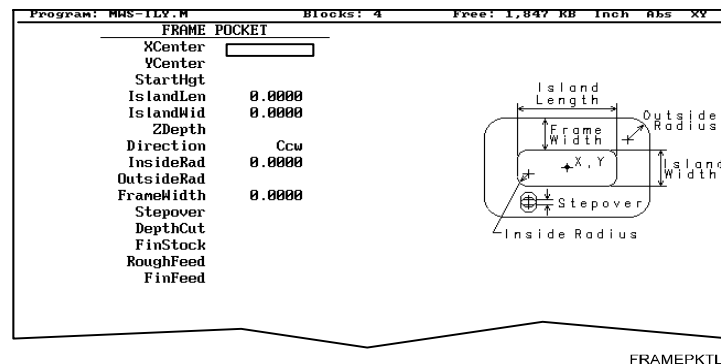 Program: MWS-ILY.M Blocks: 4 Free: 1,847 KB Inch Abs XY
FRAME POCKET
XCenter
YCenter
StartHgt
IslandLen 0.0000
IslandWid 0.0000
ZDepth
Direction Ccw
InsideRad 0.0000
OutsideRad
FrameWidth 0.0000
Stepover
DepthCut
FinStock
RoughFeed
FinFeed
Island
Length
Outside
Radius
Frame
Width
X,Y
Island
Width
Stepover
Inside Radius
FRAMEPKTL